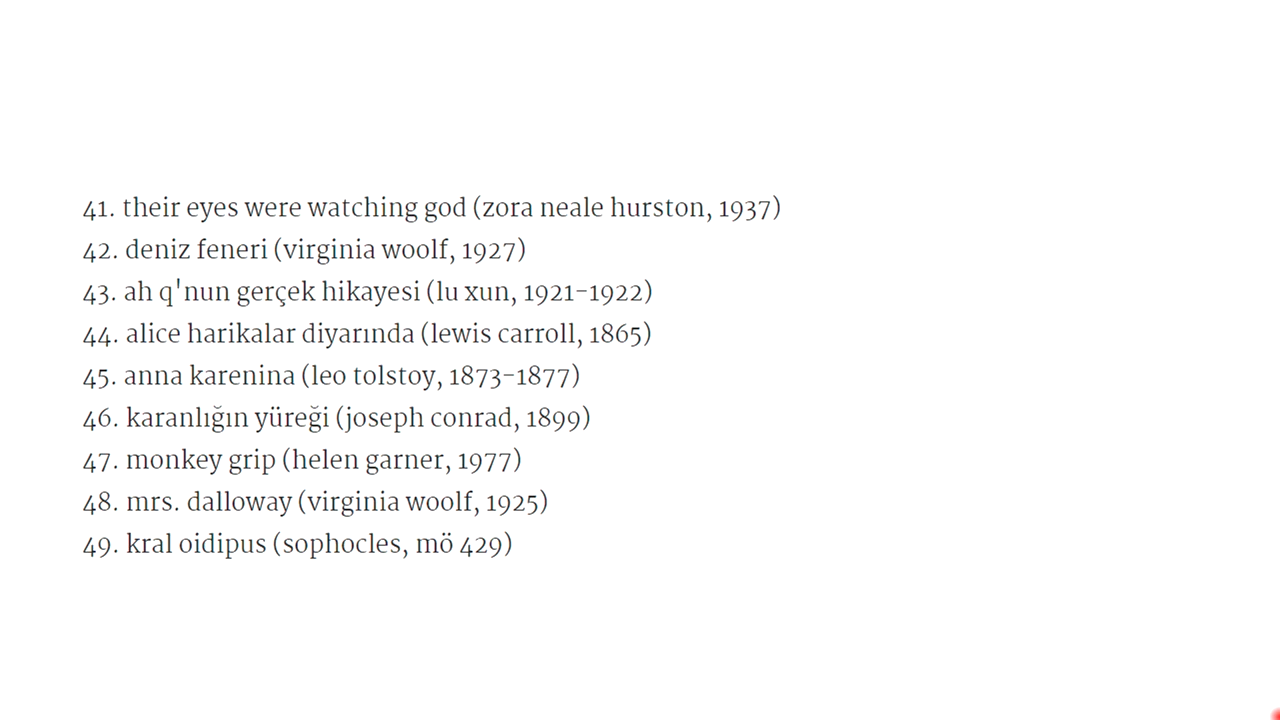 41. their eyes were watching god (zora neale hurston, 1937)
42. deniz feneri (virginia woolf, 1927)
43. ah q'nun gerçek hikayesi (lu xun, 1921-1922)
44. alice harikalar diyarında (lewis carroll, 1865)
45. anna karenina (leo tolstoy, 1873-1877)
46. karanlığın yüreği (joseph conrad, 1899)
47. monkey grip (helen garner, 1977)
48. mrs. dalloway (virginia woolf, 1925)
49. kral oidipus (sophocles, mö 429)